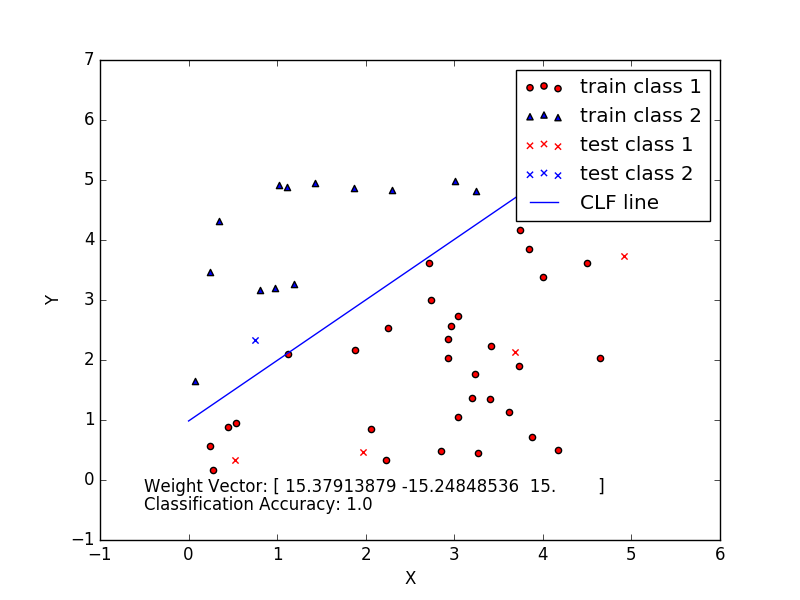 7
6
5
4
3
2
1
0
−1
−1 0 1 2 3 4 5 6
Y
X
train class 1
train class 2
test class 1
test class 2
CLF line
Weight Vector: [ 15.37913879 -15.24848536  15.        ]
Classification Accuracy: 1.0